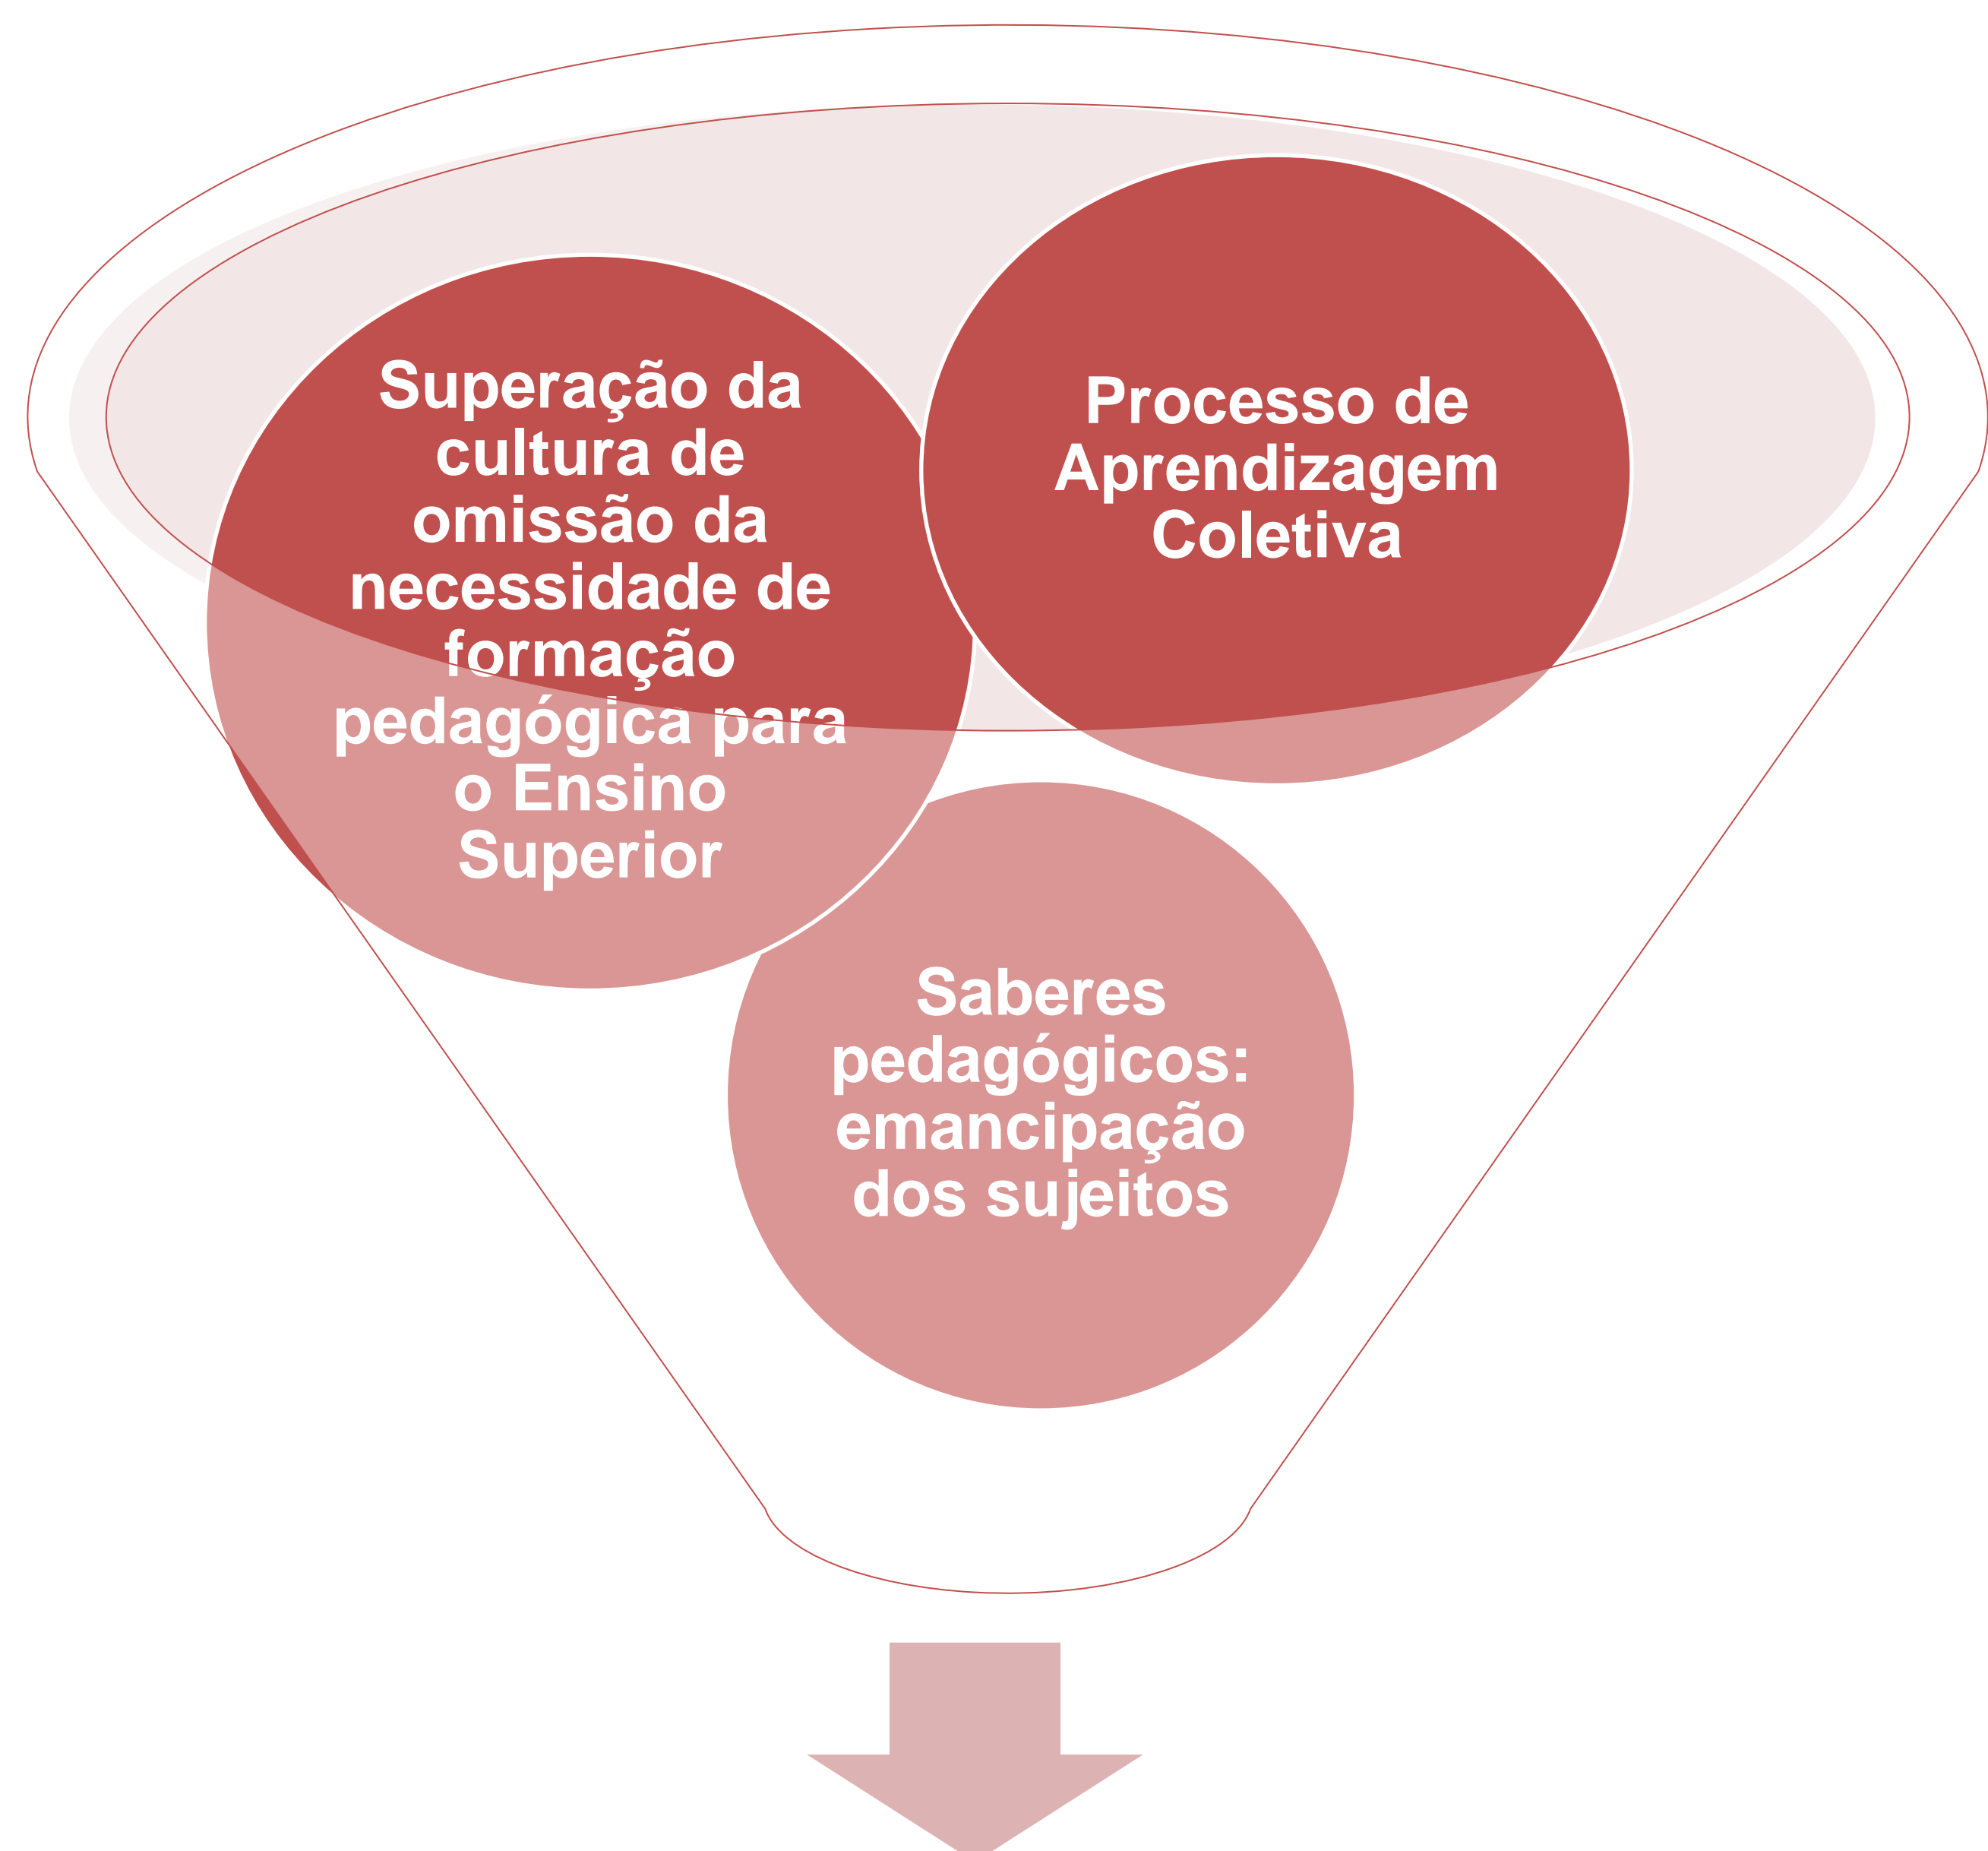 Superação da
cultura de
omissão da
necessidade de
formação
pedagógica para
o Ensino
Superior
Processo de
Aprendizagem
Coletiva
Saberes
pedagógicos:
emancipação
dos sujeitos